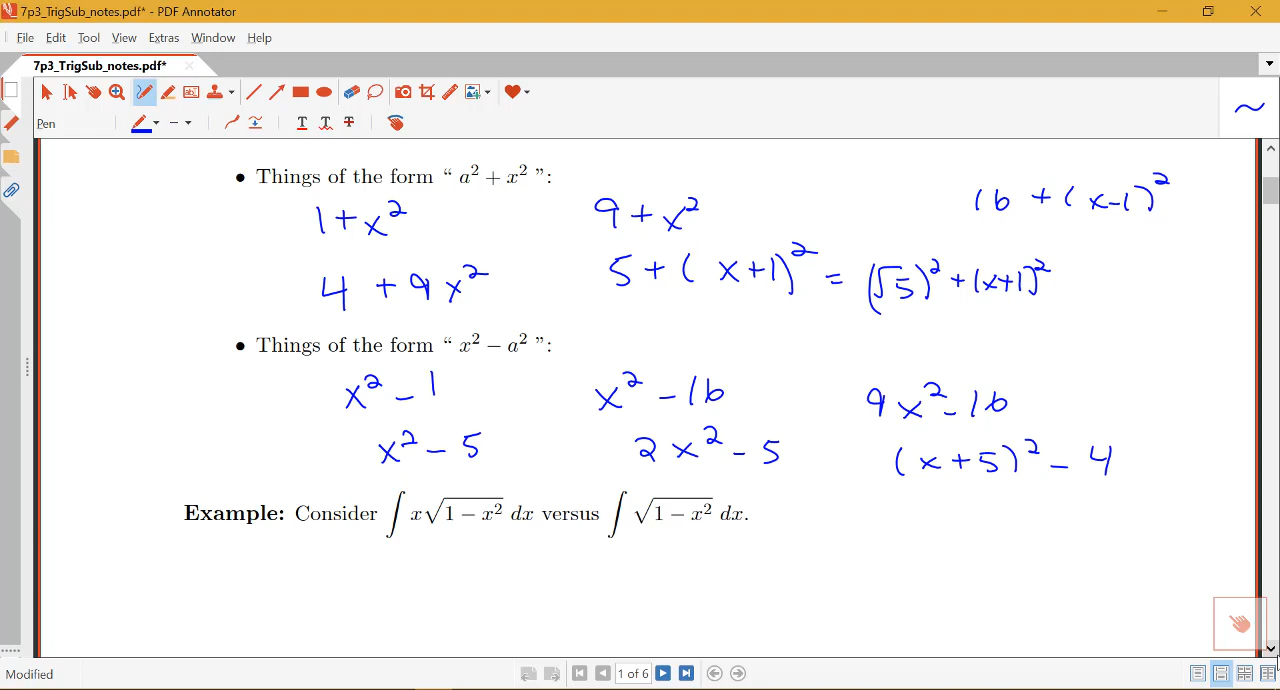 7p3_TrigSub_notes.pdf* - PDF Annotator
File Edit Tool View Extras Window Help
7p3_TrigSub_notes.pdf*
Pen
• Things of the form “ a² + x² ”:
1 + x² 9 + x² 16 + (x-1)²
4 + 9x² 5 + (x+1)² = (√5)² + (x+1)²
• Things of the form “ x² − a² ”:
x² - 1 x² - 16 9x² - 16
x² - 5 2x² - 5 (x+5)² - 4
Example: Consider ∫ x√(1 − x²) dx versus ∫ √(1 − x²) dx.
Modified 1 of 6